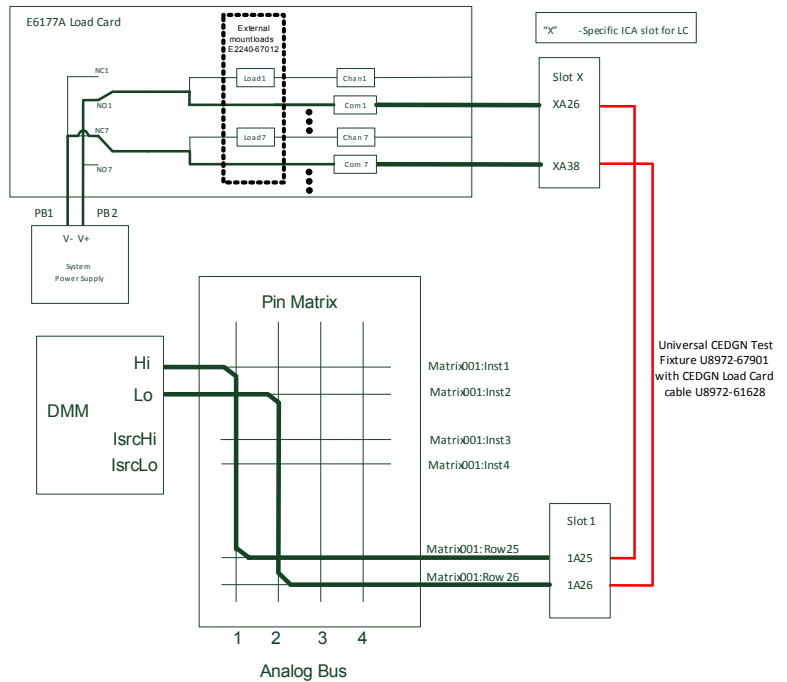 E6177A Load Card
External
mountloads
E2240-67012
"X" -Specific ICA slot for LC
NC1
Load1
Chan1
Slot X
NO1
Com 1
XA26
NC7
Load7
Chan 7
NO7
Com 7
XA38
PB1 PB2
V- V+
System
Power Supply
Pin Matrix
Universal CEDGN Test
Fixture U8972-67901
with CEDGN Load Card
cable U8972-61628
DMM
Hi
Matrix001:Inst1
Lo
Matrix001:Inst2
IsrcHi
Matrix001:Inst3
IsrcLo
Matrix001:Inst4
Slot 1
Matrix001:Row25
1A25
Matrix001:Row 26
1A26
1 2 3 4
Analog Bus